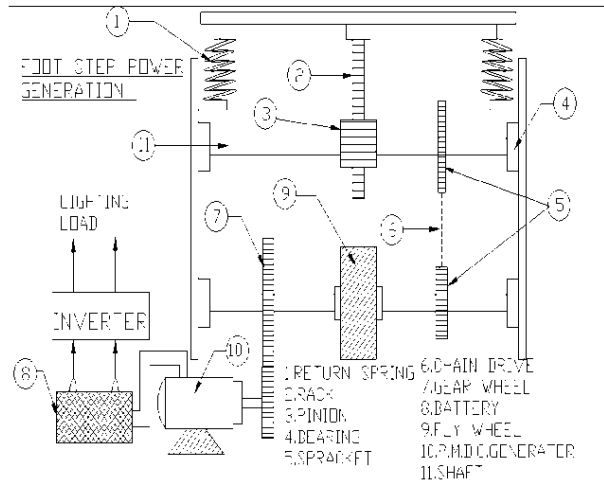 1
FOOT STEP POWER
GENERATION
2
3
4
11
5
LIGHTING
LOAD
7
9
6
INVERTER
8
10
1.RETURN SPRING
2.RACK
3.PINION
4.BEARING
5.SPRACKET
6.CHAIN DRIVE
7.GEAR WHEEL
8.BATTERY
9.FLY WHEEL
10.P.M.D.C.GENERATER
11.SHAFT